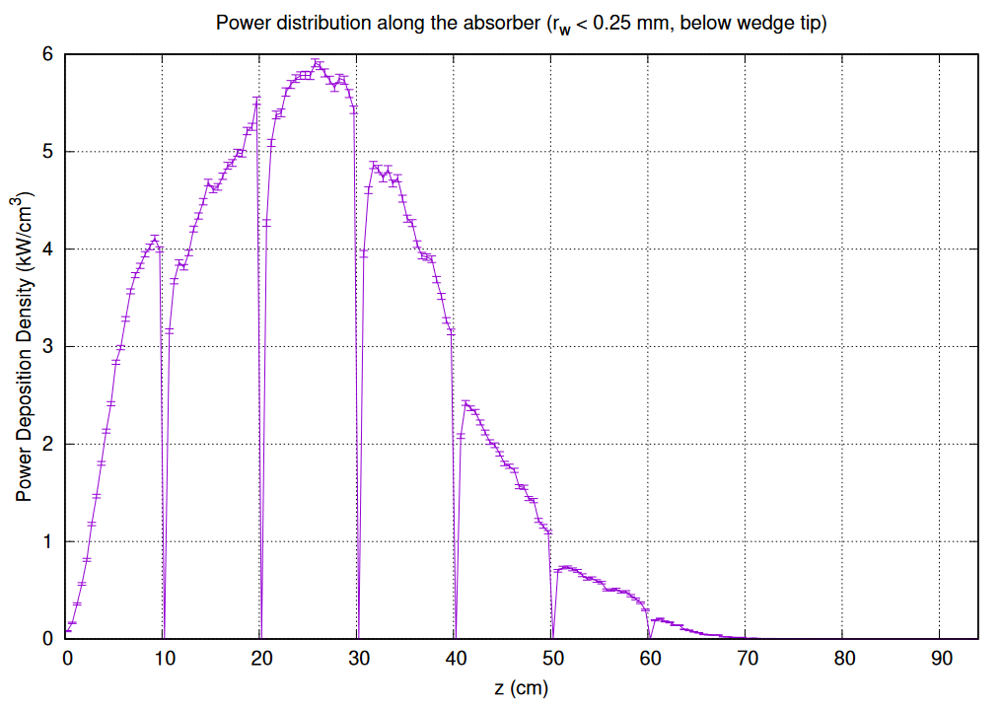 Power distribution along the absorber (rw < 0.25 mm, below wedge tip)
Power Deposition Density (kW/cm3)
6
5
4
3
2
1
0
0 10 20 30 40 50 60 70 80 90
z (cm)